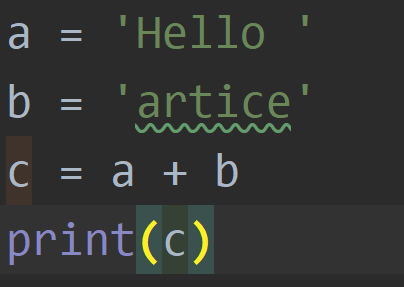 a = 'Hello '
b = 'artice'
c = a + b
print(c)